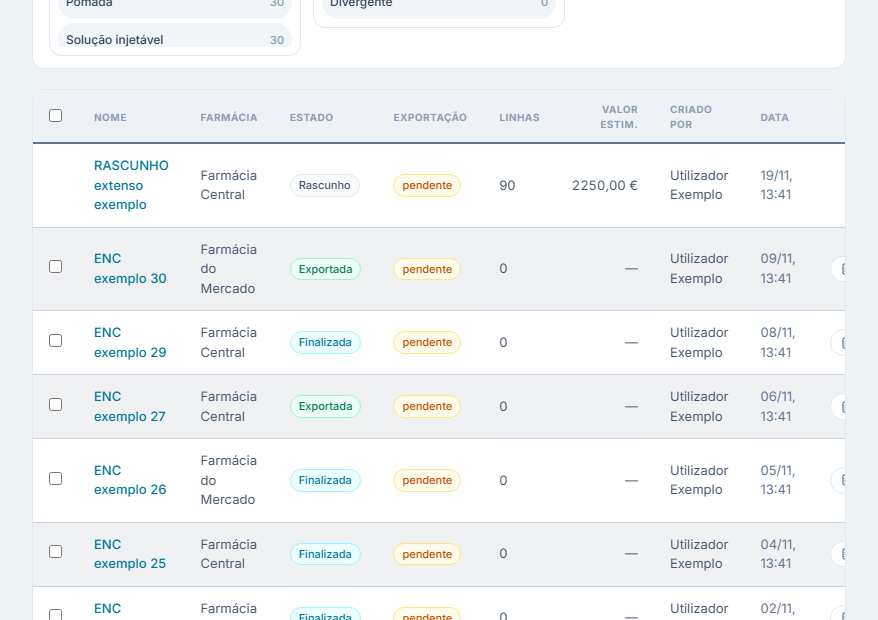 Pomada 30
Divergente 0
Solução injetável 30
NOME FARMÁCIA ESTADO EXPORTAÇÃO LINHAS VALOR ESTIM. CRIADO POR DATA
RASCUNHO extenso exemplo Farmácia Central Rascunho pendente 90 2250,00 € Utilizador Exemplo 19/11, 13:41
ENC exemplo 30 Farmácia do Mercado Exportada pendente 0 — Utilizador Exemplo 09/11, 13:41
ENC exemplo 29 Farmácia Central Finalizada pendente 0 — Utilizador Exemplo 08/11, 13:41
ENC exemplo 27 Farmácia Central Exportada pendente 0 — Utilizador Exemplo 06/11, 13:41
ENC exemplo 26 Farmácia do Mercado Finalizada pendente 0 — Utilizador Exemplo 05/11, 13:41
ENC exemplo 25 Farmácia Central Finalizada pendente 0 — Utilizador Exemplo 04/11, 13:41
ENC Farmácia Finalizada pendente 0 — Utilizador 02/11,